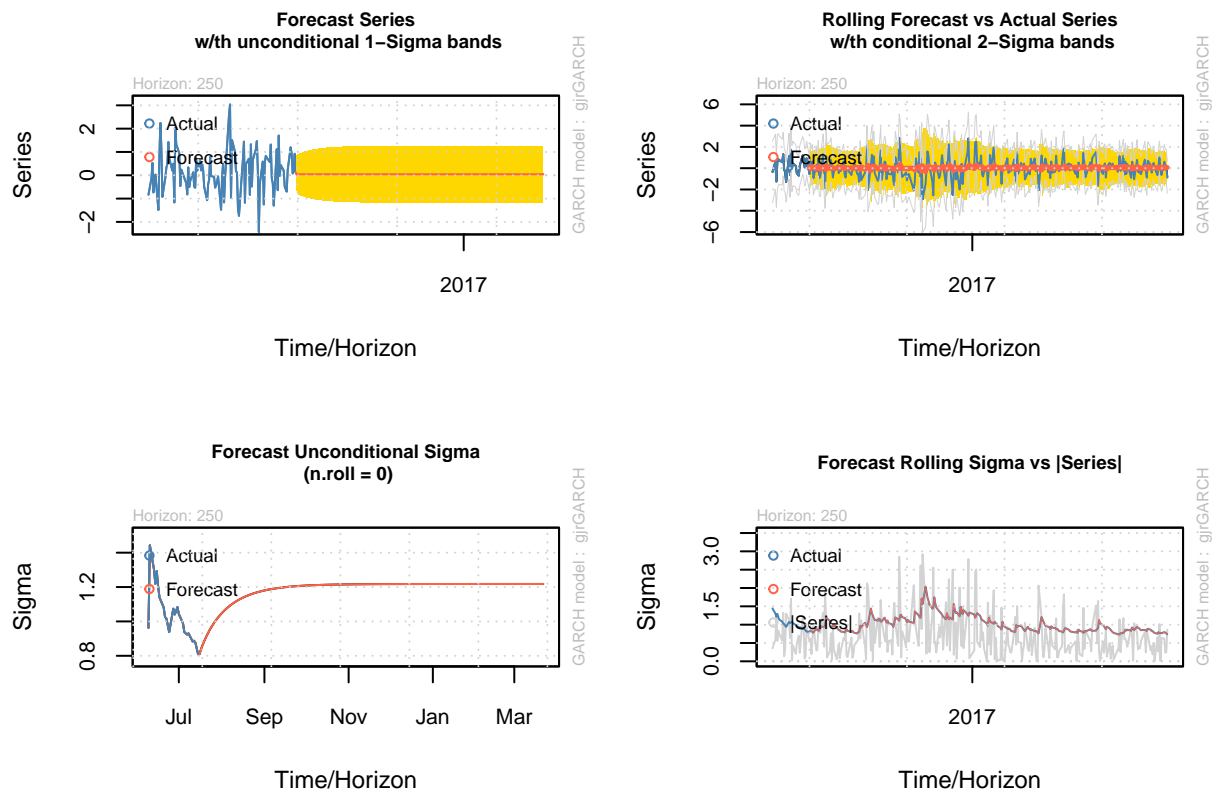 Forecast Series
w/th unconditional 1−Sigma bands
Horizon: 250
GARCH model : gjrGARCH
Series
2
0
−2
Actual
Forecast
2017
Time/Horizon
Rolling Forecast vs Actual Series
w/th conditional 2−Sigma bands
Horizon: 250
GARCH model : gjrGARCH
Series
6
2
−2
−6
Actual
Forecast
2017
Time/Horizon
Forecast Unconditional Sigma
(n.roll = 0)
Horizon: 250
GARCH model : gjrGARCH
Sigma
1.2
0.8
Actual
Forecast
Jul Sep Nov Jan Mar
Time/Horizon
Forecast Rolling Sigma vs |Series|
Horizon: 250
GARCH model : gjrGARCH
Sigma
3.0
1.5
0.0
Actual
Forecast
|Series|
2017
Time/Horizon